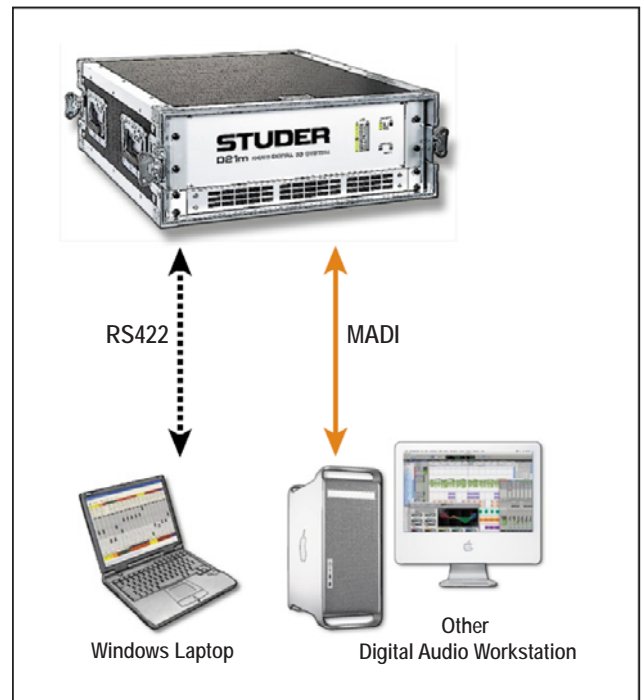 STUDER
D21m
RS422
MADI
Windows Laptop
Other
Digital Audio Workstation